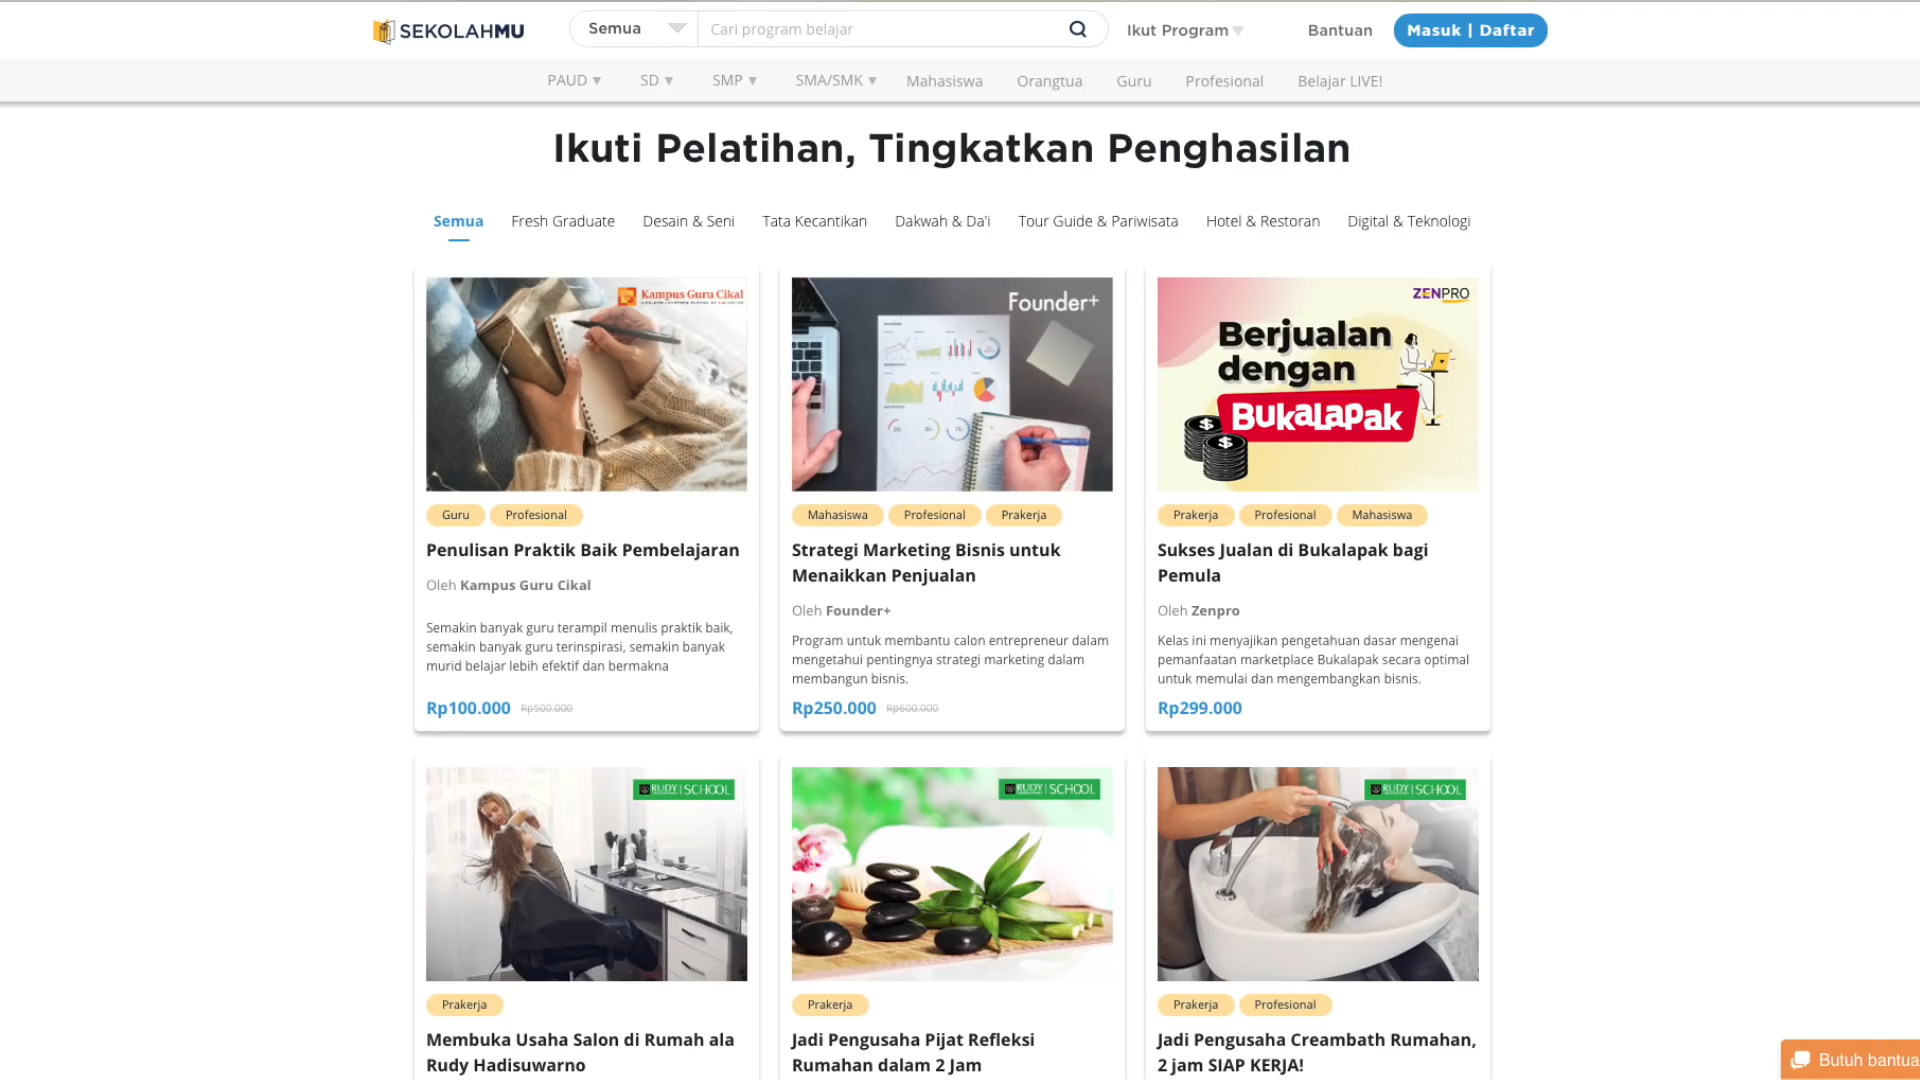 SEKOLAHMU
Semua
Cari program belajar
Ikut Program
Bantuan
Masuk | Daftar
PAUD
SD
SMP
SMA/SMK
Mahasiswa
Orangtua
Guru
Profesional
Belajar LIVE!
Ikuti Pelatihan, Tingkatkan Penghasilan
Semua
Fresh Graduate
Desain & Seni
Tata Kecantikan
Dakwah & Da'i
Tour Guide & Pariwisata
Hotel & Restoran
Digital & Teknologi
Kampus Guru Cikal
Guru
Profesional
Penulisan Praktik Baik Pembelajaran
Oleh Kampus Guru Cikal
Semakin banyak guru terampil menulis praktik baik,
semakin banyak guru terinspirasi, semakin banyak
murid belajar lebih efektif dan bermakna
Rp100.000 Rp500.000
Founder+
Mahasiswa
Profesional
Prakerja
Strategi Marketing Bisnis untuk
Menaikkan Penjualan
Oleh Founder+
Program untuk membantu calon entrepreneur dalam
mengetahui pentingnya strategi marketing dalam
membangun bisnis.
Rp250.000 Rp600.000
ZENPRO
Berjualan
dengan
BUKALAPAK
Prakerja
Profesional
Mahasiswa
Sukses Jualan di Bukalapak bagi
Pemula
Oleh Zenpro
Kelas ini menyajikan pengetahuan dasar mengenai
pemanfaatan marketplace Bukalapak secara optimal
untuk memulai dan mengembangkan bisnis.
Rp299.000
RUDY | SCHOOL
Prakerja
Membuka Usaha Salon di Rumah ala
Rudy Hadisuwarno
RUDY | SCHOOL
Prakerja
Jadi Pengusaha Pijat Refleksi
Rumahan dalam 2 Jam
RUDY | SCHOOL
Prakerja
Profesional
Jadi Pengusaha Creambath Rumahan,
2 jam SIAP KERJA!
Butuh bantua